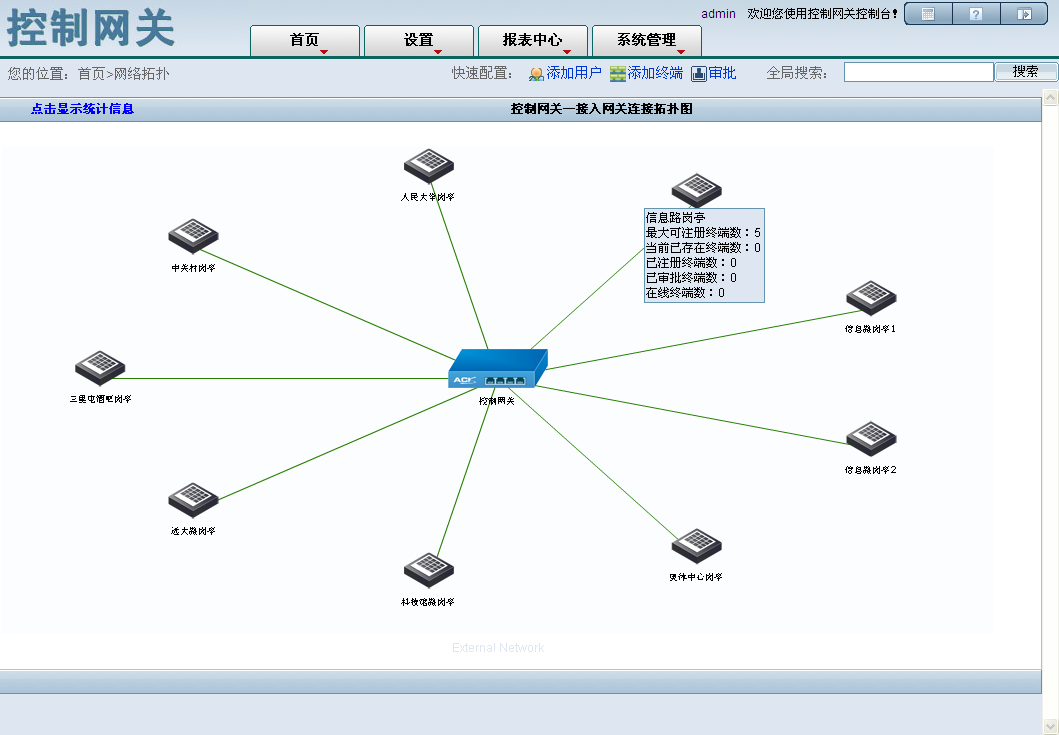 控制网关
admin 欢迎您使用控制网关控制台!
首页 设置 报表中心 系统管理
您的位置: 首页>网络拓扑 快速配置: 添加用户 添加终端 审批 全局搜索: 搜索
点击显示统计信息 控制网关—接入网关连接拓扑图
人民大学岗亭
信息路岗亭
最大可注册终端数:5
当前已存在终端数:0
已注册终端数:0
已审批终端数:0
在线终端数:0
中关村岗亭
信息路岗亭1
三里屯酒吧岗亭
ACK
控制网关
信息路岗亭2
远大路岗亭
奥体中心岗亭
科技馆路岗亭
External Network